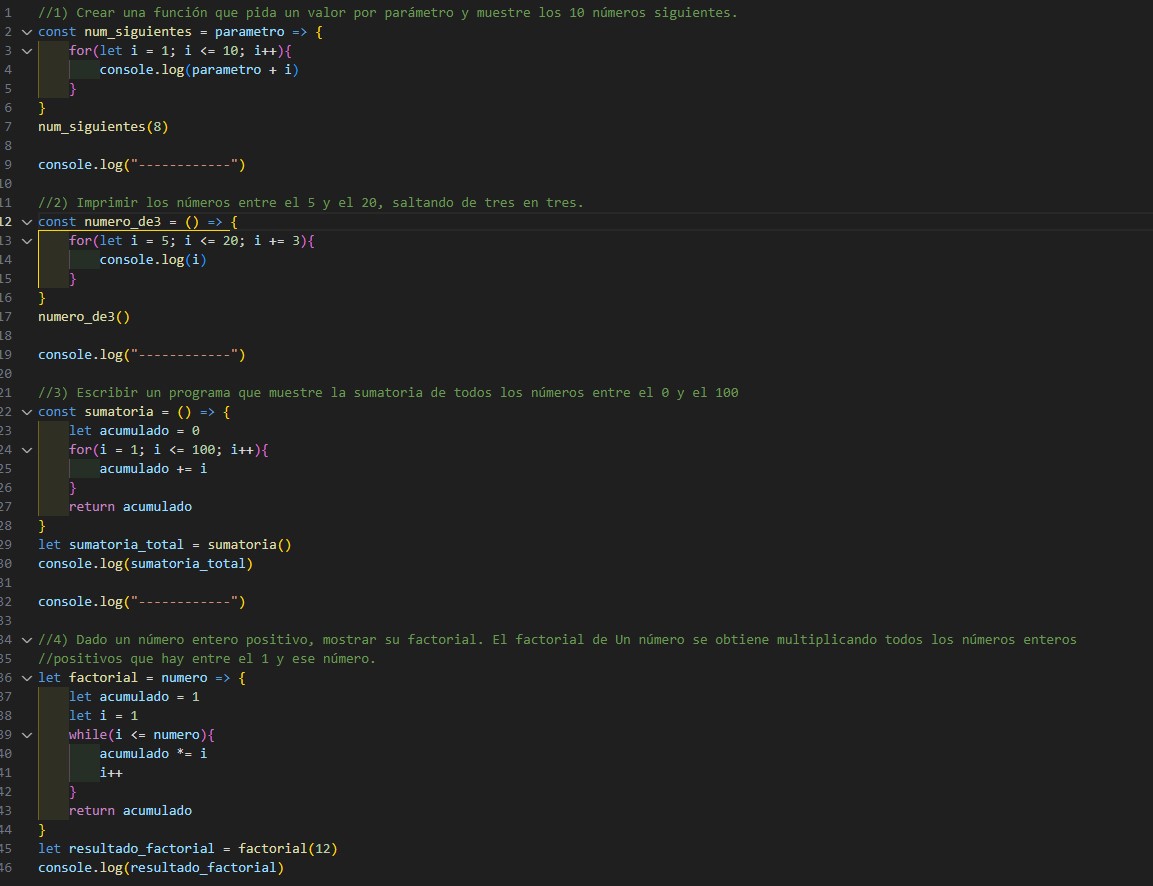 1 //1) Crear una función que pida un valor por parámetro y muestre los 10 números siguientes.
2 const num_siguientes = parametro => {
3 for(let i = 1; i <= 10; i++){
4 console.log(parametro + i)
5 }
6 }
7 num_siguientes(8)
8
9 console.log("------------")
10
11 //2) Imprimir los números entre el 5 y el 20, saltando de tres en tres.
12 const numero_de3 = () => {
13 for(let i = 5; i <= 20; i += 3){
14 console.log(i)
15 }
16 }
17 numero_de3()
18
19 console.log("------------")
20
21 //3) Escribir un programa que muestre la sumatoria de todos los números entre el 0 y el 100
22 const sumatoria = () => {
23 let acumulado = 0
24 for(i = 1; i <= 100; i++){
25 acumulado += i
26 }
27 return acumulado
28 }
29 let sumatoria_total = sumatoria()
30 console.log(sumatoria_total)
31
32 console.log("------------")
33
34 //4) Dado un número entero positivo, mostrar su factorial. El factorial de Un número se obtiene multiplicando todos los números enteros
35 //positivos que hay entre el 1 y ese número.
36 let factorial = numero => {
37 let acumulado = 1
38 let i = 1
39 while(i <= numero){
40 acumulado *= i
41 i++
42 }
43 return acumulado
44 }
45 let resultado_factorial = factorial(12)
46 console.log(resultado_factorial)